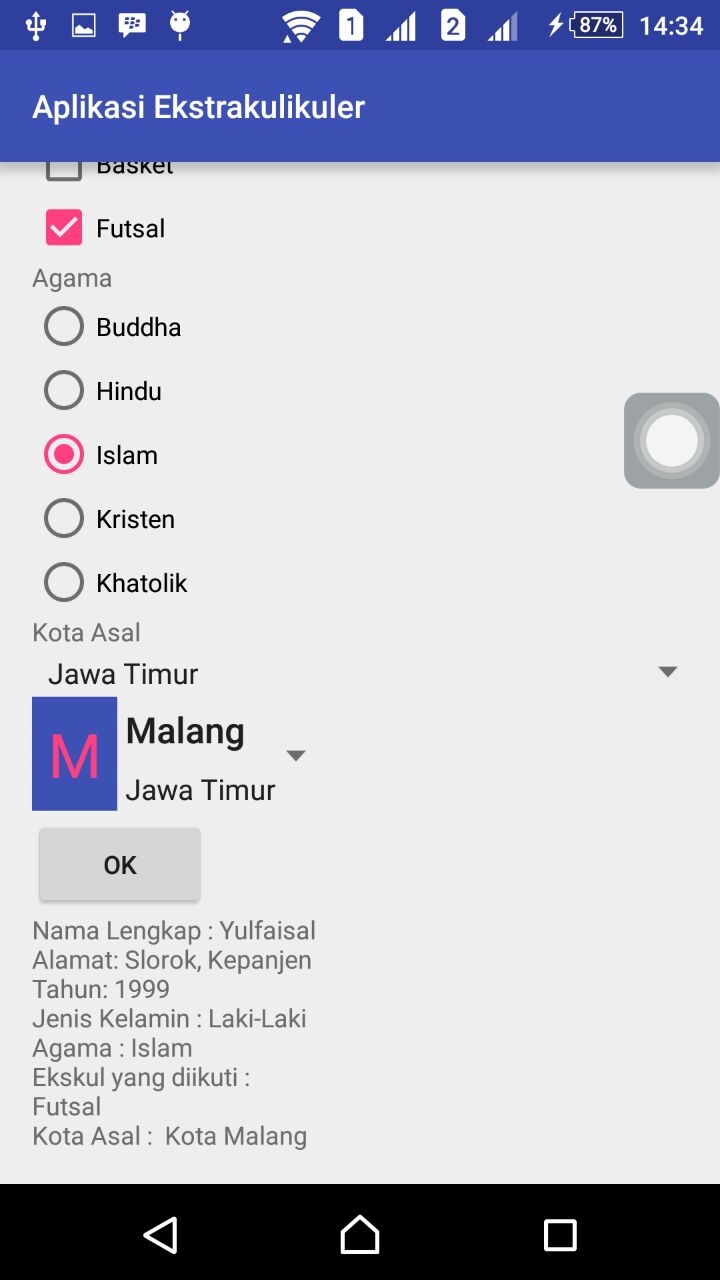 1 2 87% 14:34
Aplikasi Ekstrakulikuler
Basket
Futsal
Agama
Buddha
Hindu
Islam
Kristen
Khatolik
Kota Asal
Jawa Timur
M
Malang
Jawa Timur
OK
Nama Lengkap : Yulfaisal
Alamat: Slorok, Kepanjen
Tahun: 1999
Jenis Kelamin : Laki-Laki
Agama : Islam
Ekskul yang diikuti :
Futsal
Kota Asal :  Kota Malang